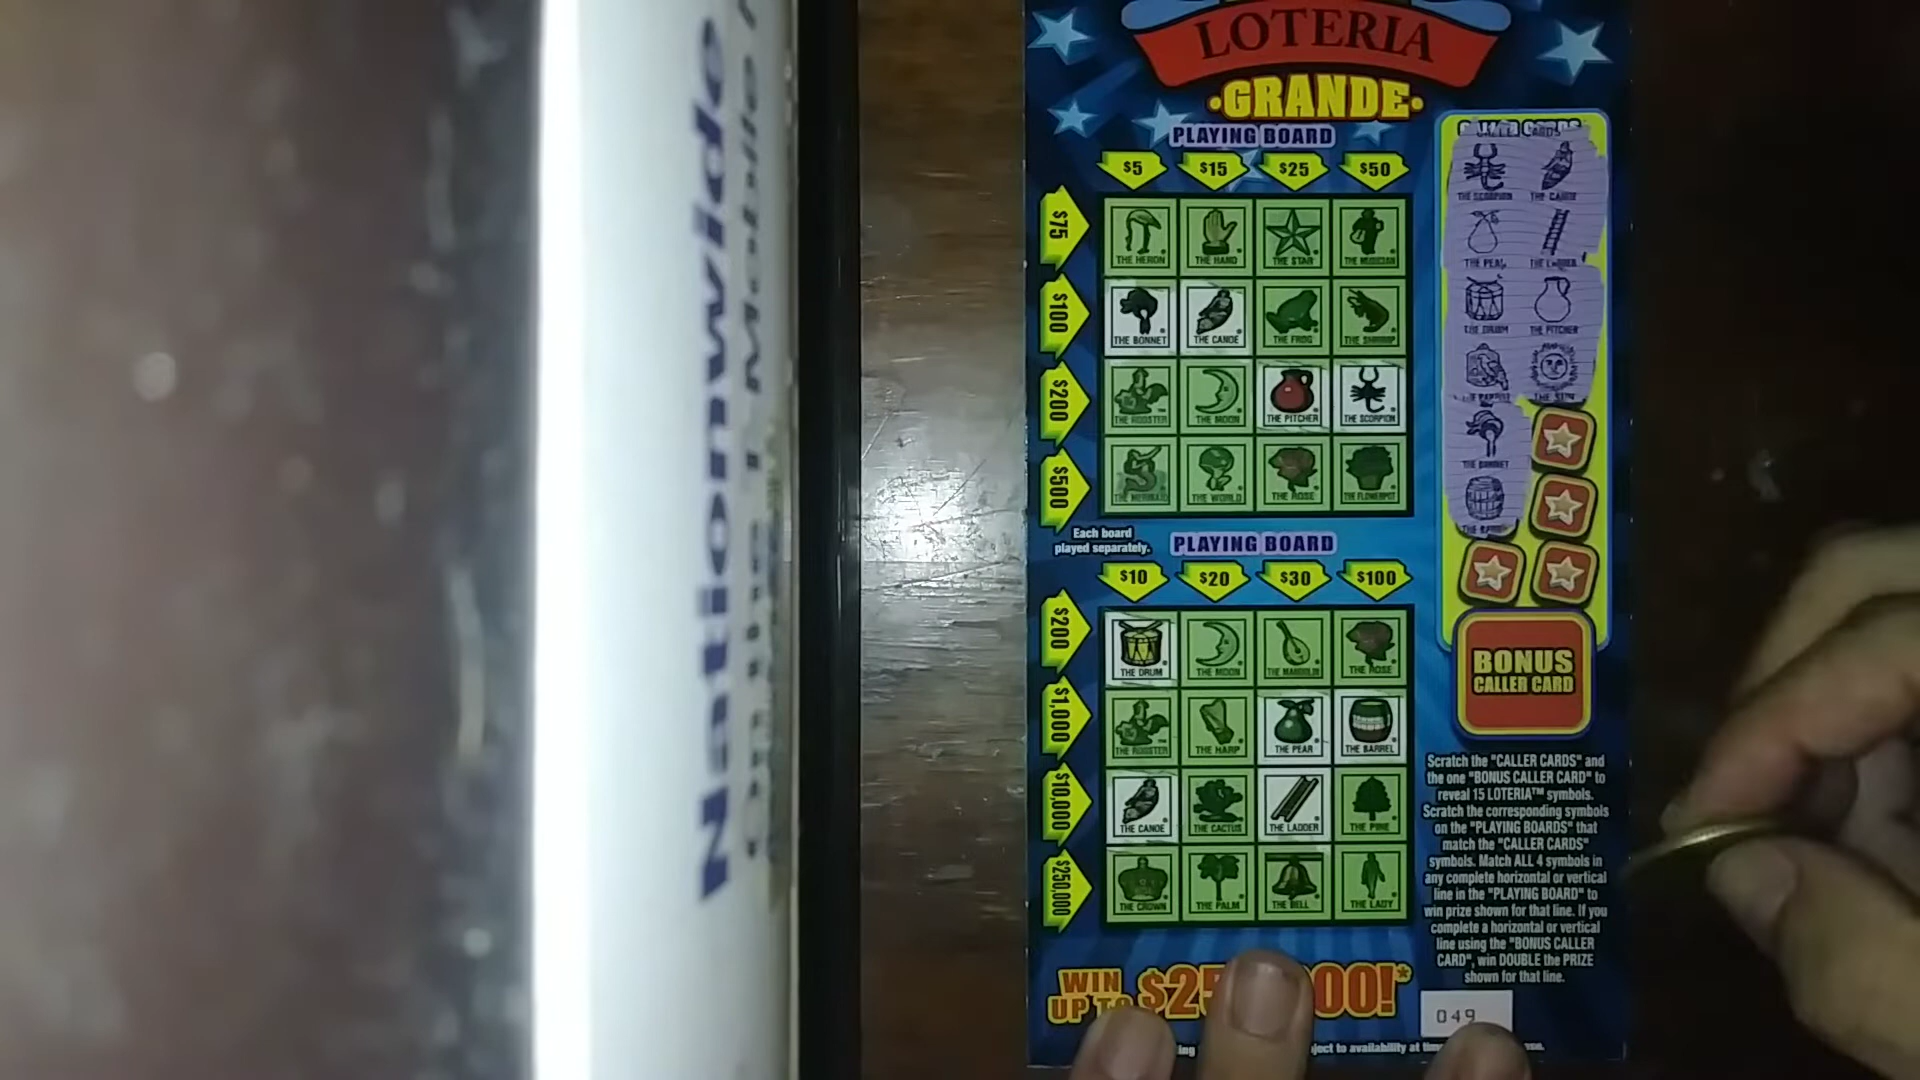 Nationwide
LOTERIA
GRANDE
PLAYING BOARD
$5 $15 $25 $50
$75
THE HERON THE HAND THE STAR THE MUSICIAN
$100
THE BONNET THE CANOE THE FROG THE SHRIMP
$200
THE ROOSTER THE MOON THE PITCHER THE SCORPION
$500
THE MERMAID THE WORLD THE ROSE THE FLOWERPOT
Each board
played separately.
PLAYING BOARD
$10 $20 $30 $100
$200
THE DRUM THE MOON THE MANDOLIN THE ROSE
$1,000
THE ROOSTER THE HARP THE PEAR THE BARREL
$10,000
THE CANOE THE CACTUS THE LADDER THE PINE
$250,000
THE CROWN THE PALM THE BELL THE LADY
WIN
UP TO
THE SCORPION THE CANOE
THE PEAR THE LADDER
THE DRUM THE PITCHER
THE SUN
THE BONNET
THE BARREL
BONUS
CALLER CARD
Scratch the "CALLER CARDS" and
the one "BONUS CALLER CARD" to
reveal 15 LOTERIA™ symbols.
Scratch the corresponding symbols
on the "PLAYING BOARDS" that
match the "CALLER CARDS"
symbols. Match ALL 4 symbols in
any complete horizontal or vertical
line in the "PLAYING BOARD" to
win prize shown for that line. If you
complete a horizontal or vertical
line using the "BONUS CALLER
CARD", win DOUBLE the PRIZE
shown for that line.
049
to availability at